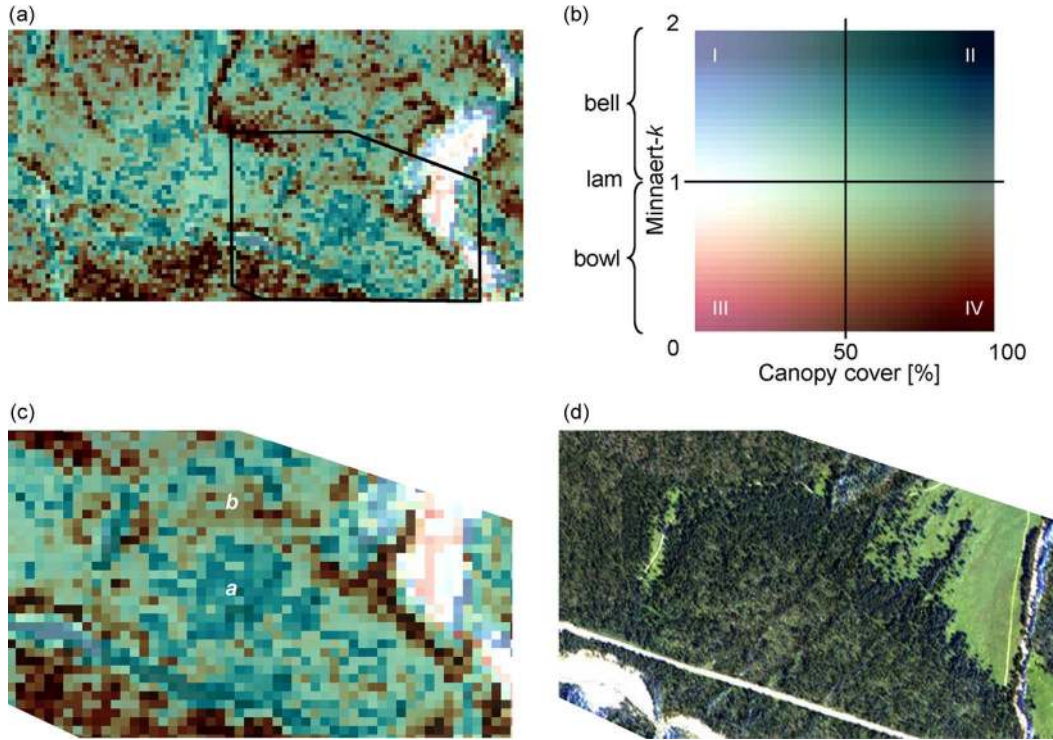 (a)
(b)
2
I
II
bell
lam
1
Minnaert-k
bowl
III
IV
0
50
100
Canopy cover [%]
(c)
b
a
(d)